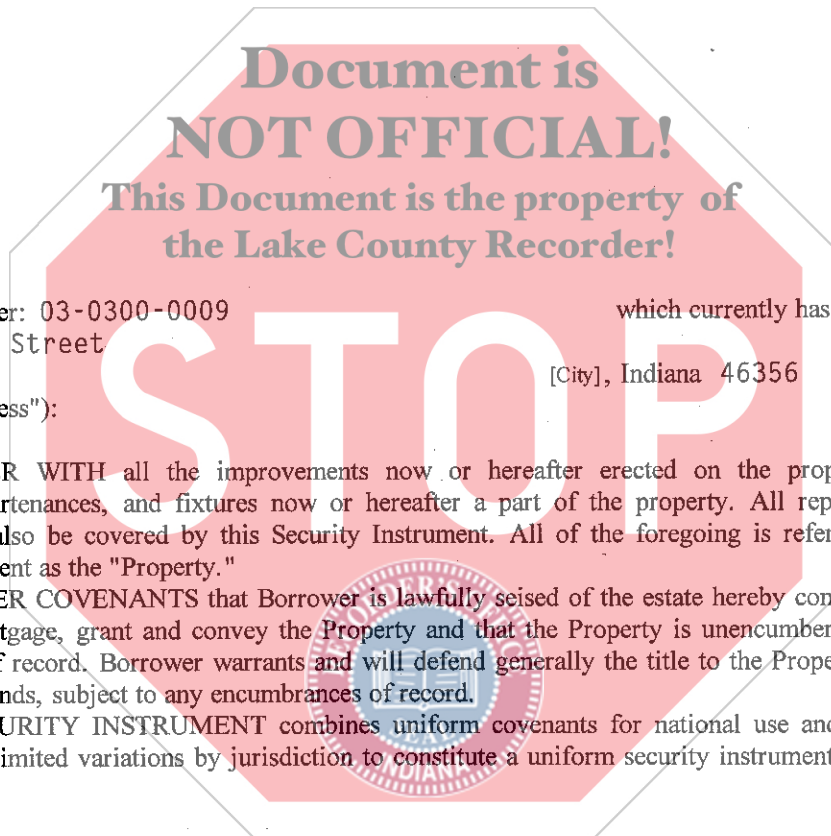 Document is
NOT OFFICIAL!
This Document is the property of
the Lake County Recorder!
er: 03-0300-0009 which currently has
Street
[City], Indiana 46356
ess"):
STOP
R WITH all the improvements now or hereafter erected on the prop
rtenances, and fixtures now or hereafter a part of the property. All rep
lso be covered by this Security Instrument. All of the foregoing is refer
ent as the "Property."
ER COVENANTS that Borrower is lawfully seised of the estate hereby con
tgage, grant and convey the Property and that the Property is unencumber
f record. Borrower warrants and will defend generally the title to the Prope
nds, subject to any encumbrances of record.
URITY INSTRUMENT combines uniform covenants for national use and
imited variations by jurisdiction to constitute a uniform security instrument
SEAL
INDIANA